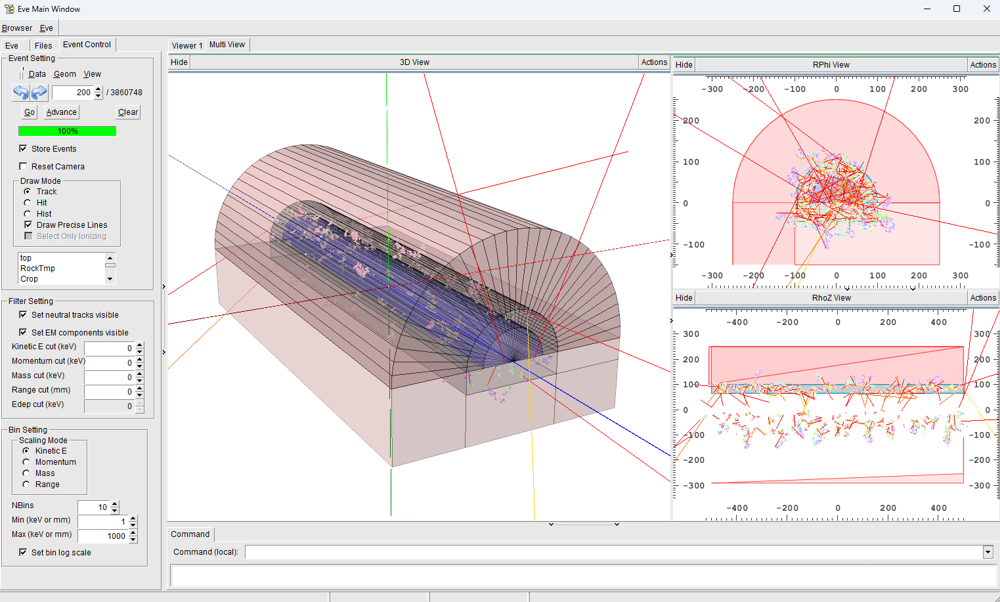 Eve Main Window
Browser Eve
Eve Files Event Control
Event Setting
Data Geom View
200 / 3860748
Go Advance Clear
100%
Store Events
Reset Camera
Draw Mode
Track
Hit
Hist
Draw Precise Lines
Select Only Ionizing
top
RockTmp
Crop
Filter Setting
Set neutral tracks visible
Set EM components visible
Kinetic E cut (keV) 0
Momentum cut (keV) 0
Mass cut (keV) 0
Range cut (mm) 0
Edep cut (keV) 0
Bin Setting
Scaling Mode
Kinetic E
Momentum
Mass
Range
NBins 10
Min (keV or mm) 1
Max (keV or mm) 1000
Set bin log scale
Viewer 1 Multi View
Hide 3D View Actions
Hide RPhi View Actions
-300 -200 -100 0 100 200 300
200 200
100 100
0 0
-100 -100
-300 -200 -100 0 100 200 300
Hide RhoZ View Actions
-400 -200 0 200 400
300 300
200 200
100 100
0 0
-100 -100
-200 -200
-300 -300
-400 -200 0 200 400
Command
Command (local):